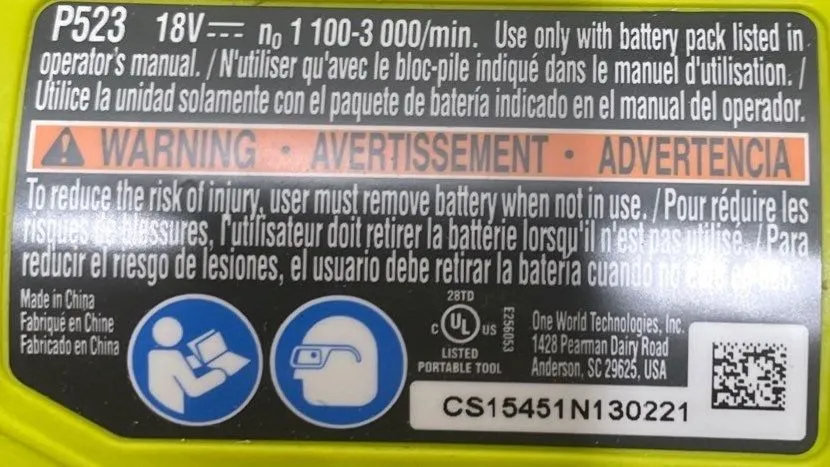 P523 18V⎓ n₀ 1 100-3 000/min. Use only with battery pack listed in
operator's manual. / N'utiliser qu'avec le bloc-pile indiqué dans le manuel d'utilisation. /
Utilice la unidad solamente con el paquete de batería indicado en el manual del operador.
WARNING • AVERTISSEMENT • ADVERTENCIA
To reduce the risk of injury, user must remove battery when not in use. / Pour réduire les
risques de blessures, l'utilisateur doit retirer la batterie lorsqu'il n'est pas utilisé. / Para
reducir el riesgo de lesiones, el usuario debe retirar la batería cuando no
Made in China
Fabriqué en Chine
Fabricado en China
28TD
C UL US
LISTED
PORTABLE TOOL
E256053
One World Technologies, Inc.
1428 Pearman Dairy Road
Anderson, SC 29625, USA
CS15451N130221